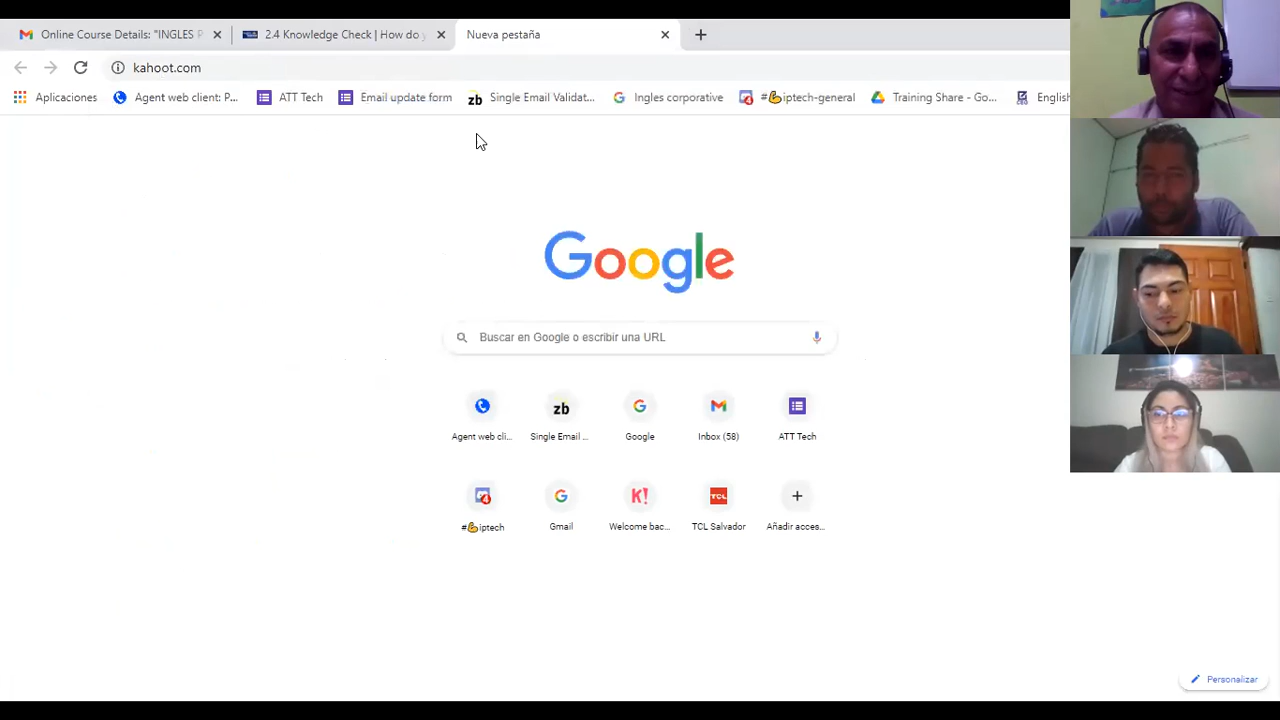 Online Course Details: "INGLES P
2.4 Knowledge Check | How do y
Nueva pestaña
kahoot.com
Aplicaciones
Agent web client: P...
ATT Tech
Email update form
zb
Single Email Validat...
Ingles corporative
#💪iptech-general
Training Share - Go...
English
Google
Buscar en Google o escribir una URL
Agent web cli...
zb
Single Email ...
Google
Inbox (58)
ATT Tech
#💪iptech
Gmail
K!
Welcome bac...
TCL
TCL Salvador
Añadir acces...
Personalizar